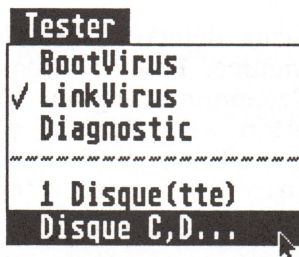 Tester
BootVirus
✓ LinkVirus
Diagnostic
1 Disque(tte)
Disque C,D...